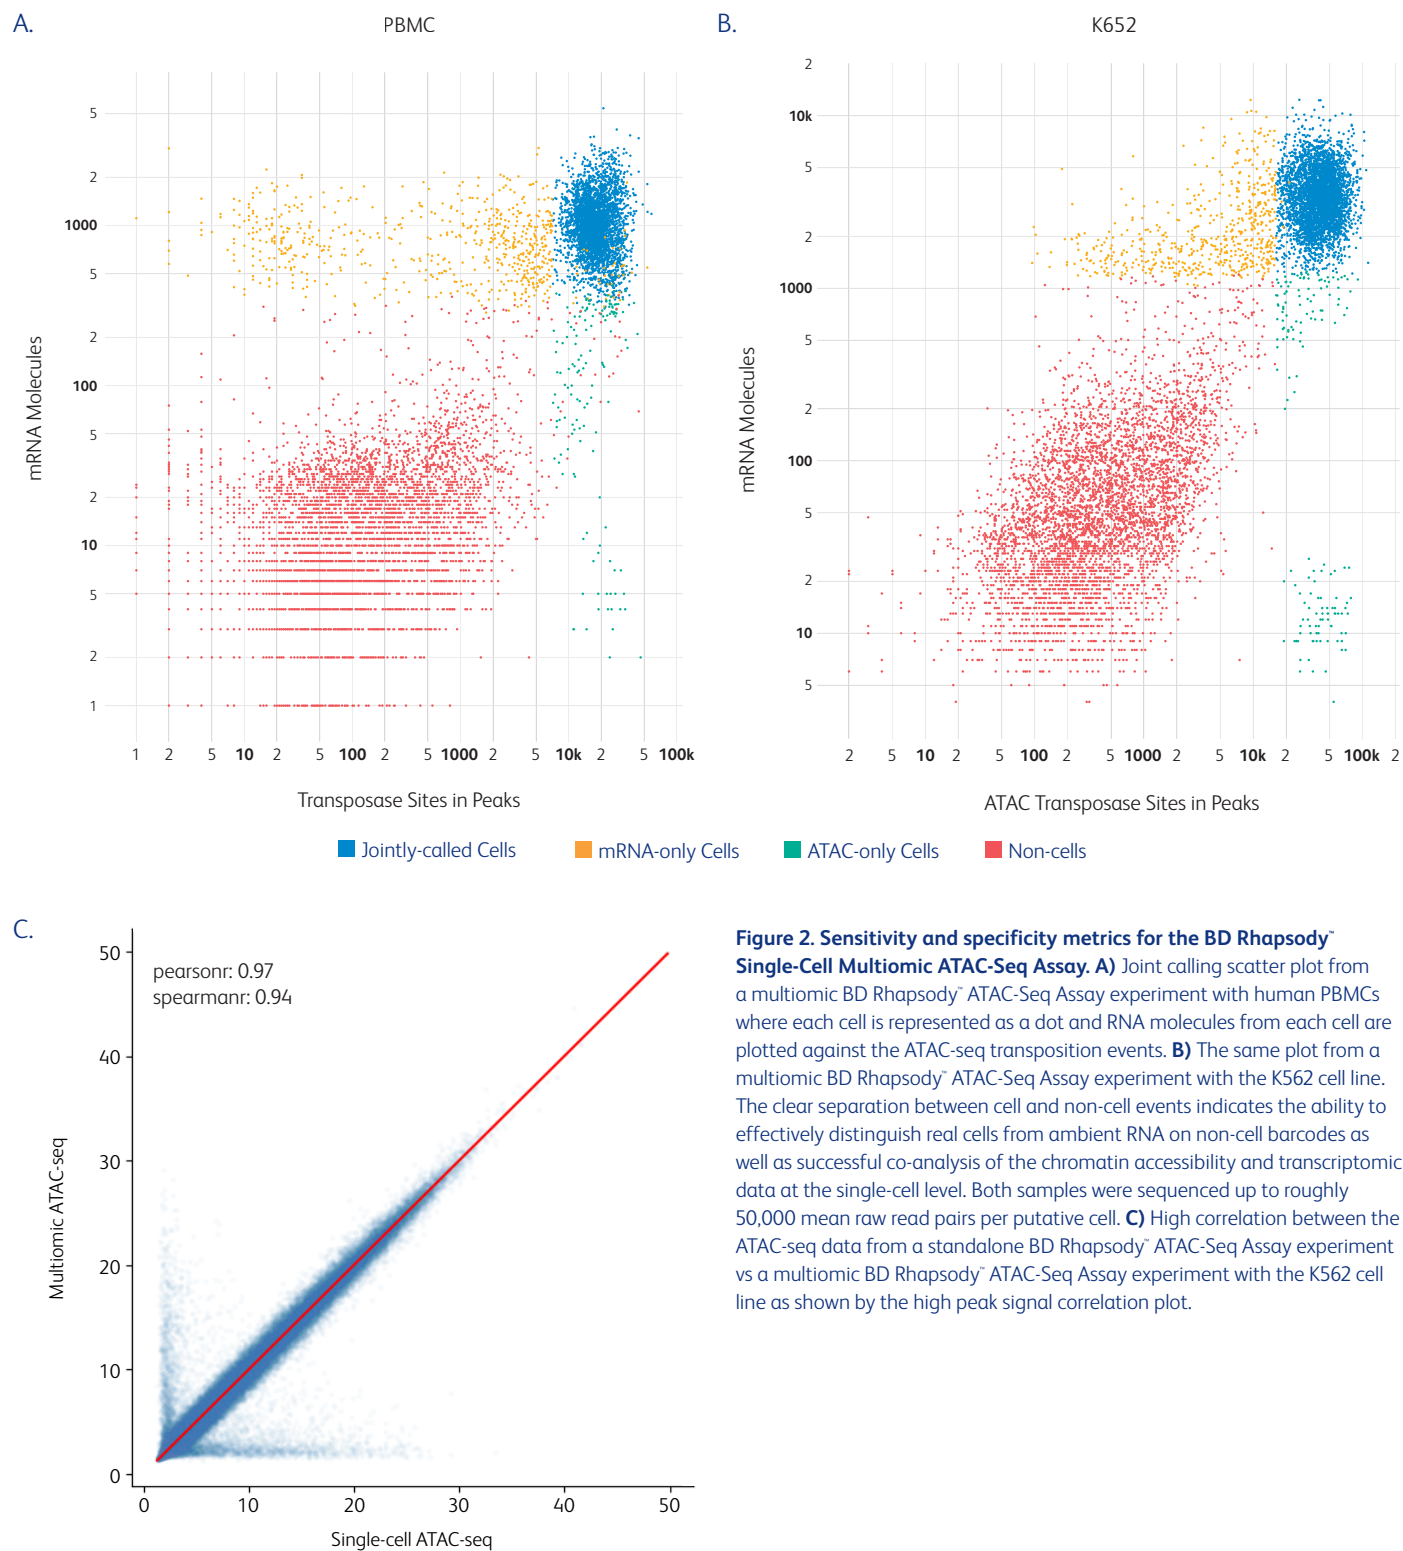 A.
PBMC
5
2
1000
5
2
100
5
2
10
5
2
1
mRNA Molecules
1 2 5 10 2 5 100 2 5 1000 2 5 10k 2 5 100k
Transposase Sites in Peaks
B.
K652
2
10k
5
2
1000
5
2
100
5
2
10
5
mRNA Molecules
2 5 10 2 5 100 2 5 1000 2 5 10k 2 5 100k 2
ATAC Transposase Sites in Peaks
Jointly-called Cells mRNA-only Cells ATAC-only Cells Non-cells
C.
pearsonr: 0.97
spearmanr: 0.94
50
40
30
20
10
0
Multiomic ATAC-seq
0 10 20 30 40 50
Single-cell ATAC-seq
Figure 2. Sensitivity and specificity metrics for the BD Rhapsody™
Single-Cell Multiomic ATAC-Seq Assay. A) Joint calling scatter plot from
a multiomic BD Rhapsody™ ATAC-Seq Assay experiment with human PBMCs
where each cell is represented as a dot and RNA molecules from each cell are
plotted against the ATAC-seq transposition events. B) The same plot from a
multiomic BD Rhapsody™ ATAC-Seq Assay experiment with the K562 cell line.
The clear separation between cell and non-cell events indicates the ability to
effectively distinguish real cells from ambient RNA on non-cell barcodes as
well as successful co-analysis of the chromatin accessibility and transcriptomic
data at the single-cell level. Both samples were sequenced up to roughly
50,000 mean raw read pairs per putative cell. C) High correlation between the
ATAC-seq data from a standalone BD Rhapsody™ ATAC-Seq Assay experiment
vs a multiomic BD Rhapsody™ ATAC-Seq Assay experiment with the K562 cell
line as shown by the high peak signal correlation plot.